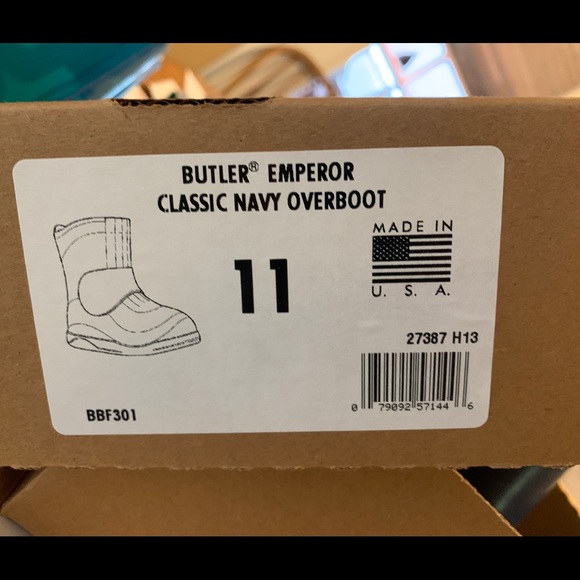 BUTLER® EMPEROR
CLASSIC NAVY OVERBOOT
11
MADE IN
U. S. A.
27387 H13
0 79092 57144 6
BBF301